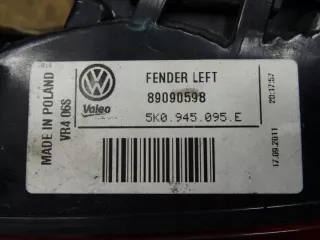 FENDER LEFT
89090598
5K0.945.095.E
Valeo
MADE IN POLAND
VR4 06S
20:17:57
17.09.2011